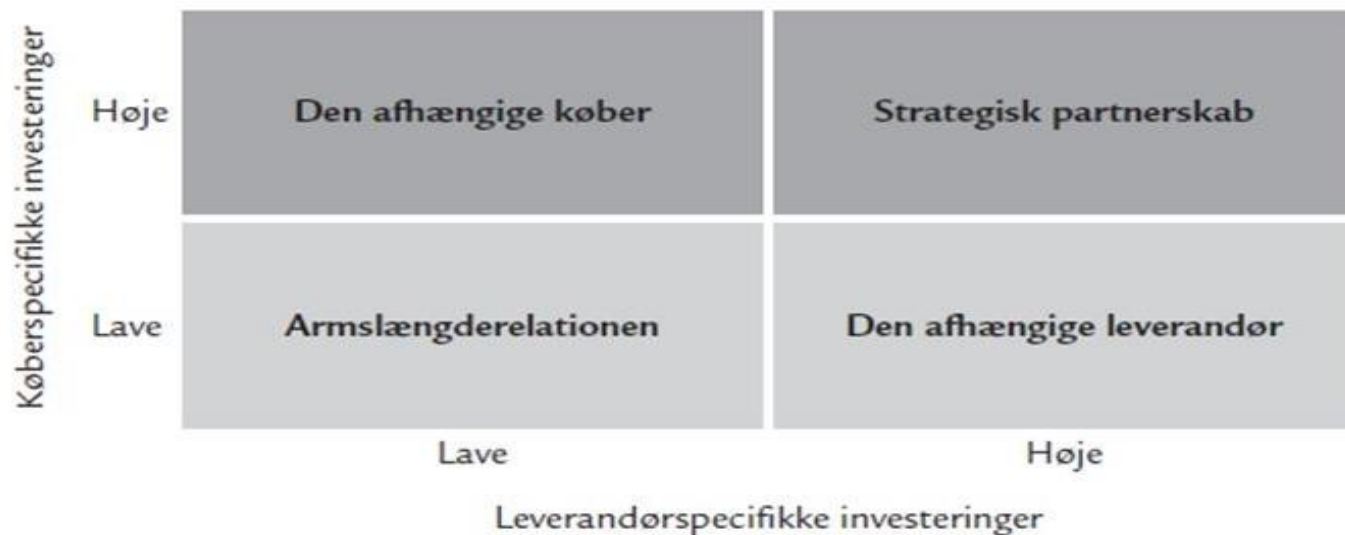 Køberspecifikke investeringer
Høje
Den afhængige køber
Strategisk partnerskab
Lave
Armslængderelationen
Den afhængige leverandør
Lave
Høje
Leverandørspecifikke investeringer